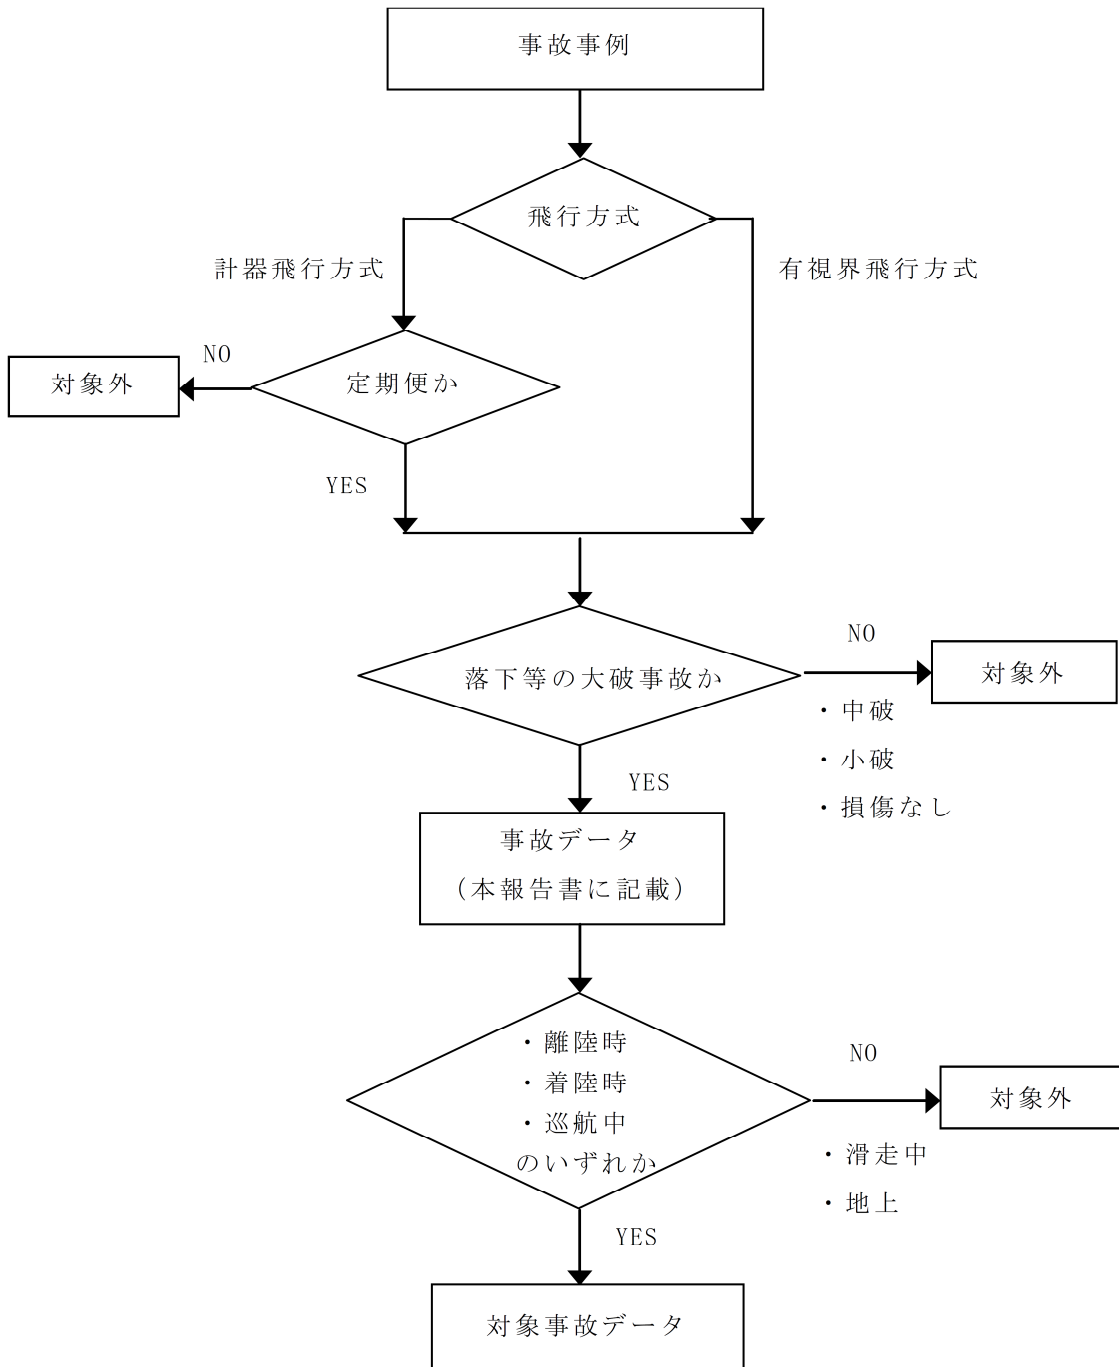 事故事例
飛行方式
計器飛行方式
有視界飛行方式
NO
対象外
定期便か
YES
落下等の大破事故か
NO
対象外
・中破
・小破
・損傷なし
YES
事故データ
（本報告書に記載）
・離陸時
・着陸時
・巡航中
のいずれか
NO
対象外
・滑走中
・地上
YES
対象事故データ